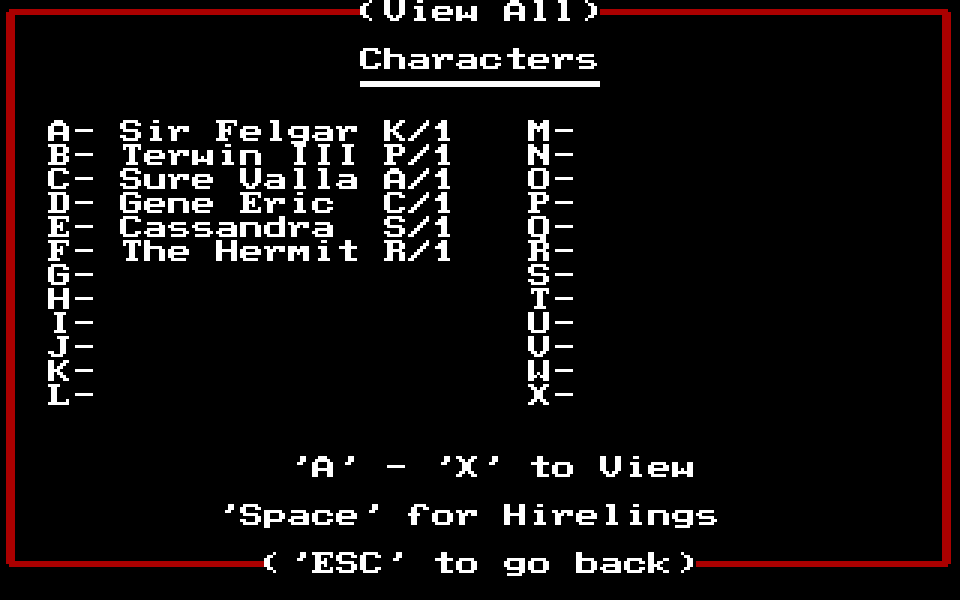 (View All)
Characters
A- Sir Felgar K/1 M-
B- Terwin III P/1 N-
C- Sure Valla A/1 O-
D- Gene Eric C/1 P-
E- Cassandra S/1 Q-
F- The Hermit R/1 R-
G- S-
H- T-
I- U-
J- V-
K- W-
L- X-
'A' - 'X' to View
'Space' for Hirelings
('ESC' to go back)